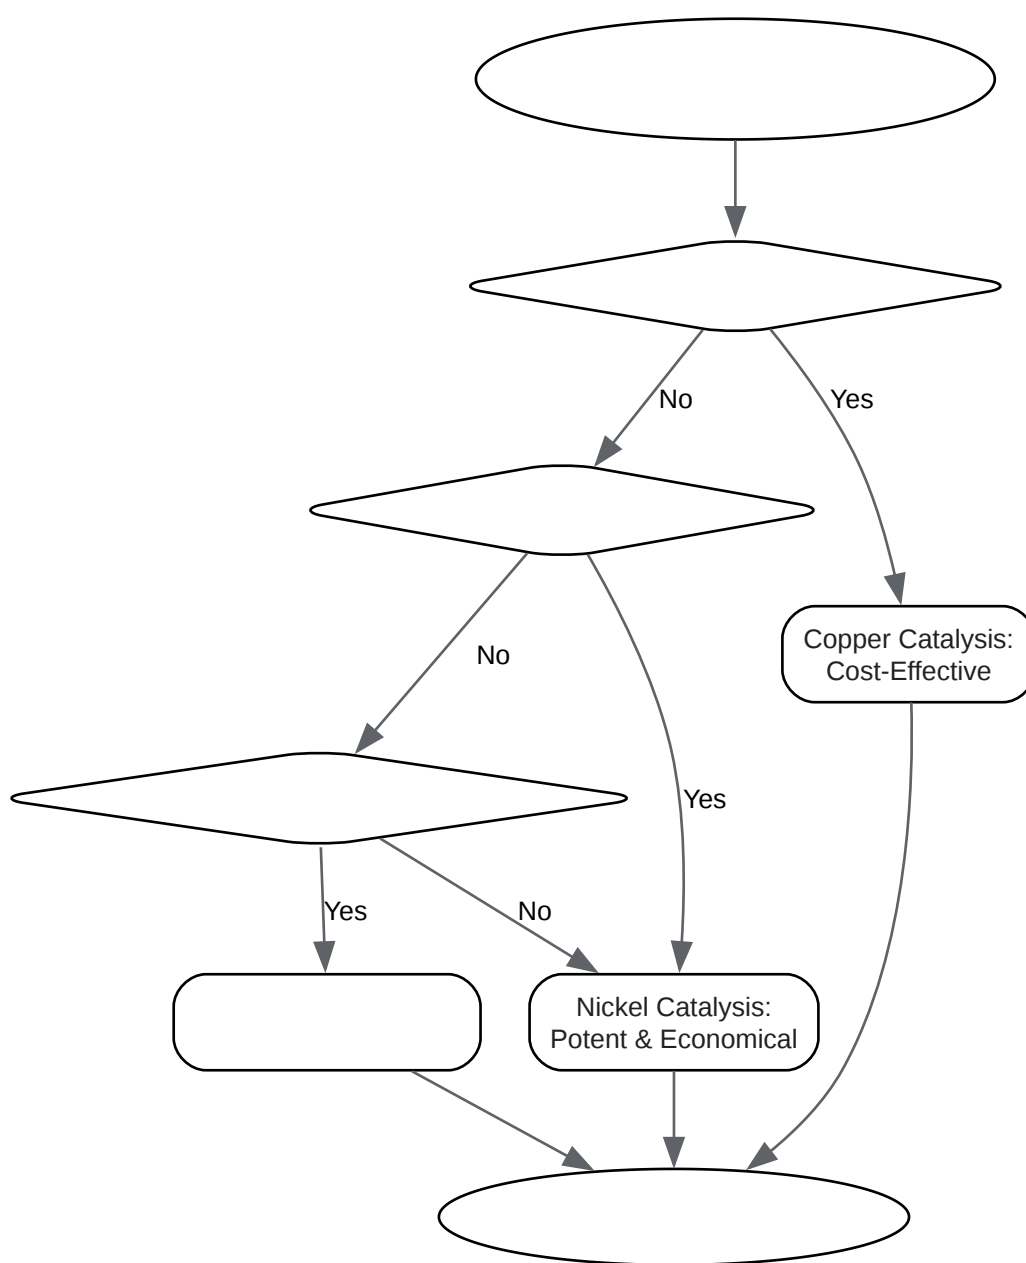 No
Yes
Copper Catalysis:
Cost-Effective
No
Yes
Yes
No
Nickel Catalysis:
Potent & Economical